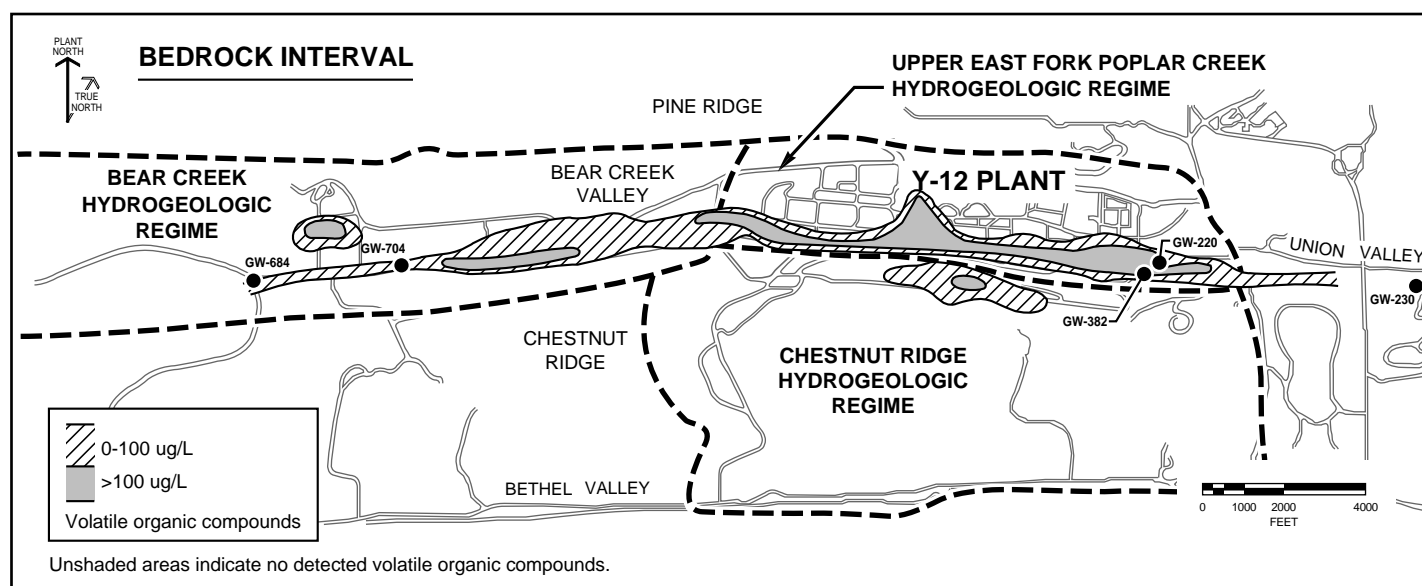 PLANT
NORTH
TRUE
NORTH
BEDROCK INTERVAL
UPPER EAST FORK POPLAR CREEK
HYDROGEOLOGIC REGIME
PINE RIDGE
BEAR CREEK
HYDROGEOLOGIC
REGIME
BEAR CREEK
VALLEY
Y-12 PLANT
GW-684
GW-704
GW-220
UNION VALLEY
GW-230
GW-382
CHESTNUT
RIDGE
CHESTNUT RIDGE
HYDROGEOLOGIC
REGIME
0-100 ug/L
>100 ug/L
Volatile organic compounds
BETHEL VALLEY
0 1000 2000 4000
FEET
Unshaded areas indicate no detected volatile organic compounds.